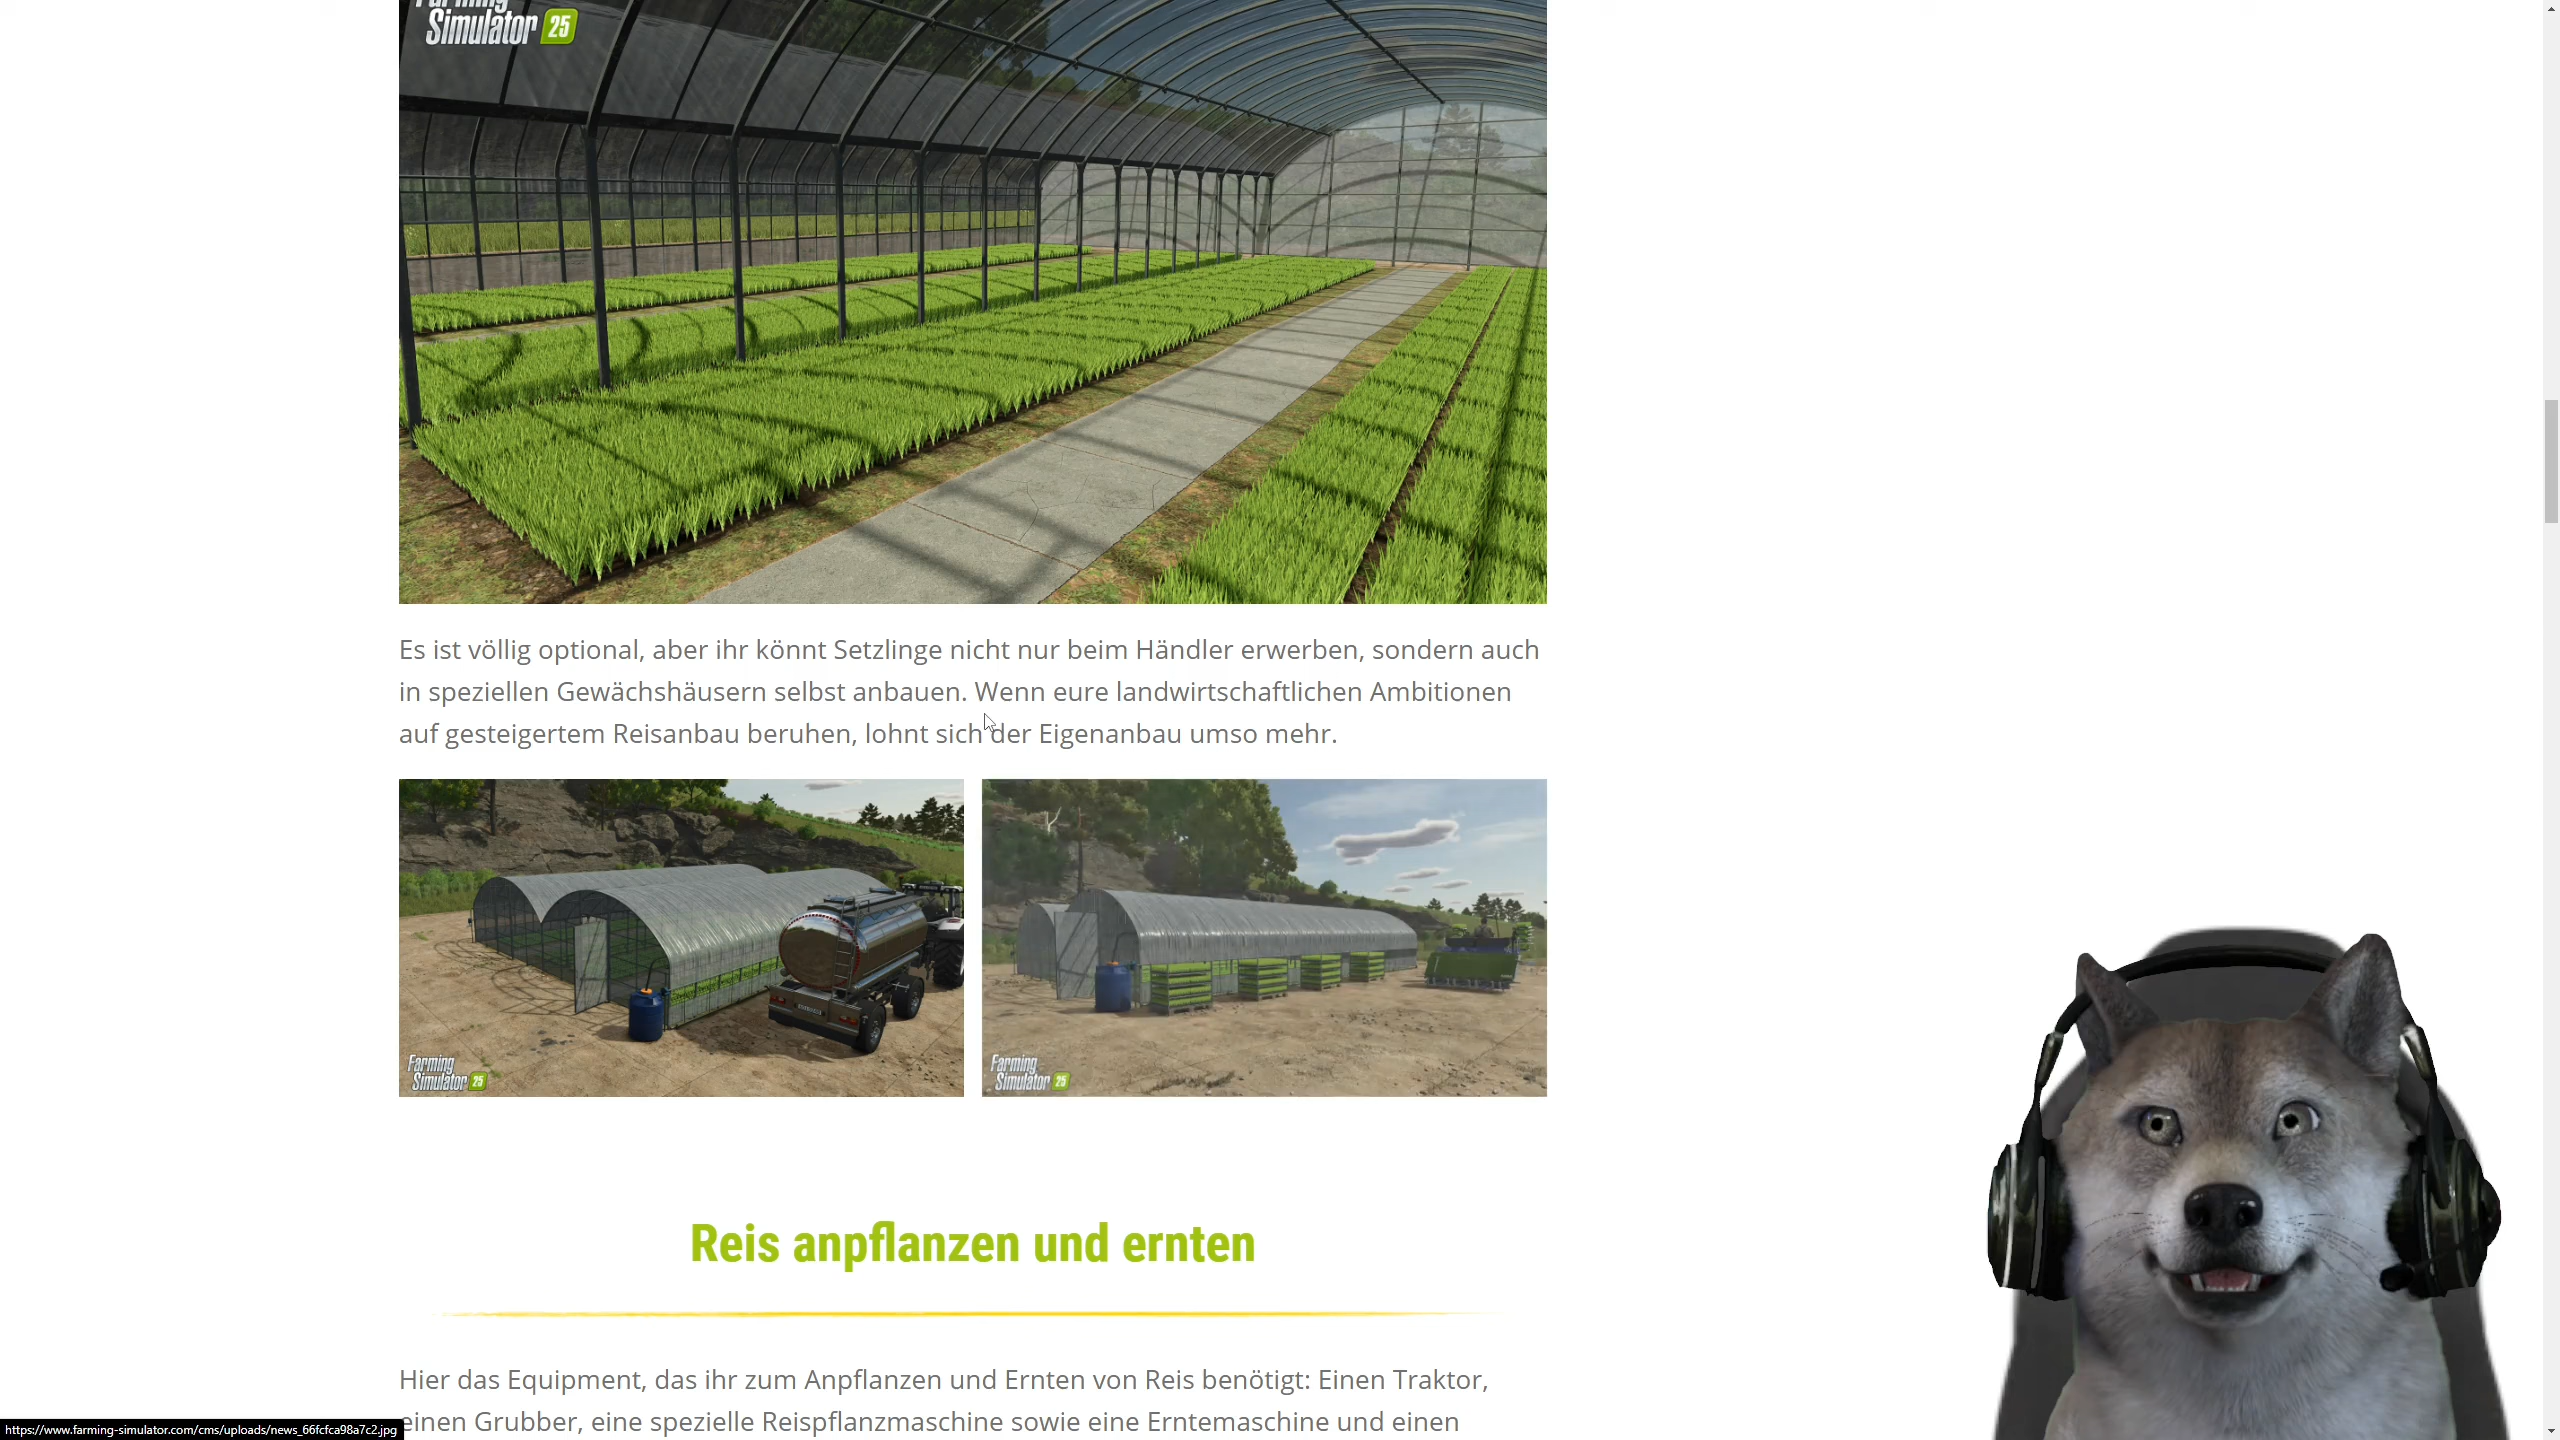 Farming
Simulator 25
Es ist völlig optional, aber ihr könnt Setzlinge nicht nur beim Händler erwerben, sondern auch
in speziellen Gewächshäusern selbst anbauen. Wenn eure landwirtschaftlichen Ambitionen
auf gesteigertem Reisanbau beruhen, lohnt sich der Eigenanbau umso mehr.
Farming
Simulator 25
Farming
Simulator 25
Reis anpflanzen und ernten
Hier das Equipment, das ihr zum Anpflanzen und Ernten von Reis benötigt: Einen Traktor,
einen Grubber, eine spezielle Reispflanzmaschine sowie eine Erntemaschine und einen
https://www.farming-simulator.com/cms/uploads/news_66fcfca98a7c2.jpg